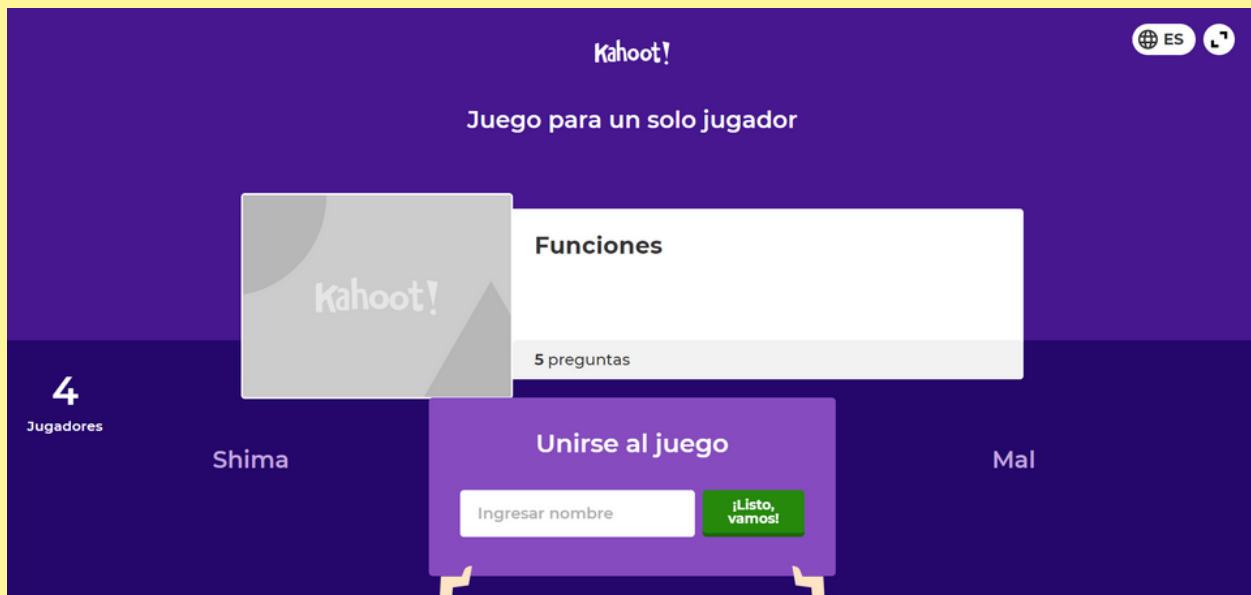 Kahoot!
ES
Juego para un solo jugador
Kahoot!
Funciones
5 preguntas
4
Jugadores
Shima
Mal
Unirse al juego
Ingresar nombre
¡Listo,
vamos!